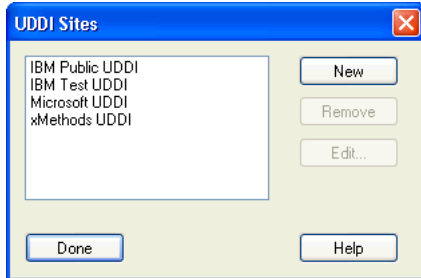 UDDI Sites
IBM Public UDDI
IBM Test UDDI
Microsoft UDDI
xMethods UDDI
New
Remove
Edit...
Done
Help